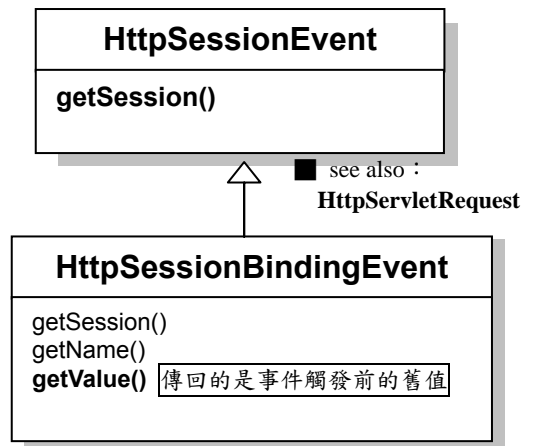 HttpSessionEvent
getSession()
■ see also：
HttpServletRequest
HttpSessionBindingEvent
getSession()
getName()
getValue() 傳回的是事件觸發前的舊值